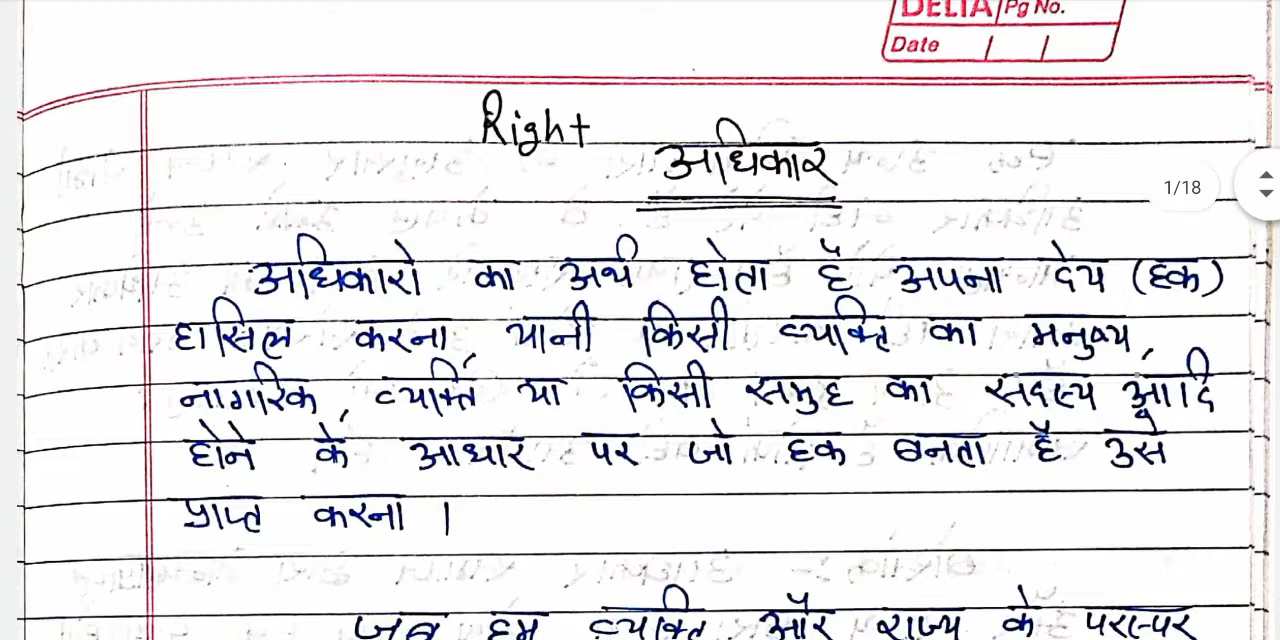 DELTA Pg No.
Date
Right
अधिकार
1/18
अधिकारो का अर्थ होता है अपना देय (हक)
हासिल करना, यानी किसी व्यक्ति का मनुष्य,
नागरिक, व्यक्ति या किसी समुह का सदस्य आदि
होने के आधार पर जो हक बनता है उसे
प्राप्त करना।
जब हम व्यक्ति और राज्य के परस्पर